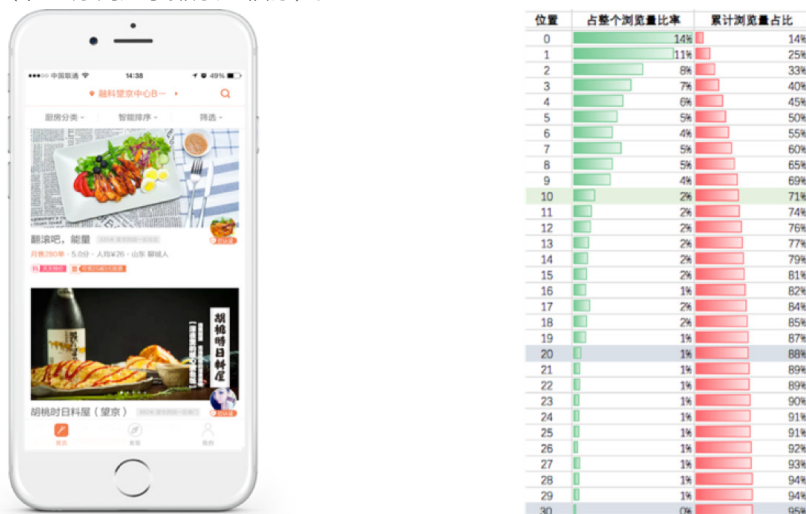 中国联通
14:38
49%
融科望京中心B
厨房分类
智能排序
筛选
翻滚吧，能量
月售280单 · 5.0分 · 人均¥26 · 山东 聊城人
胡桃時日料屋
胡桃时日料屋（望京）
位置 占整个浏览量比率 累计浏览量占比
0 14% 14%
1 11% 25%
2 8% 33%
3 7% 40%
4 6% 45%
5 5% 50%
6 4% 55%
7 5% 60%
8 5% 65%
9 4% 69%
10 2% 71%
11 2% 74%
12 2% 76%
13 2% 77%
14 2% 79%
15 2% 81%
16 1% 82%
17 2% 84%
18 2% 85%
19 1% 87%
20 1% 88%
21 1% 89%
22 1% 89%
23 1% 90%
24 1% 91%
25 1% 91%
26 1% 92%
27 1% 93%
28 1% 94%
29 1% 94%
30 0% 95%